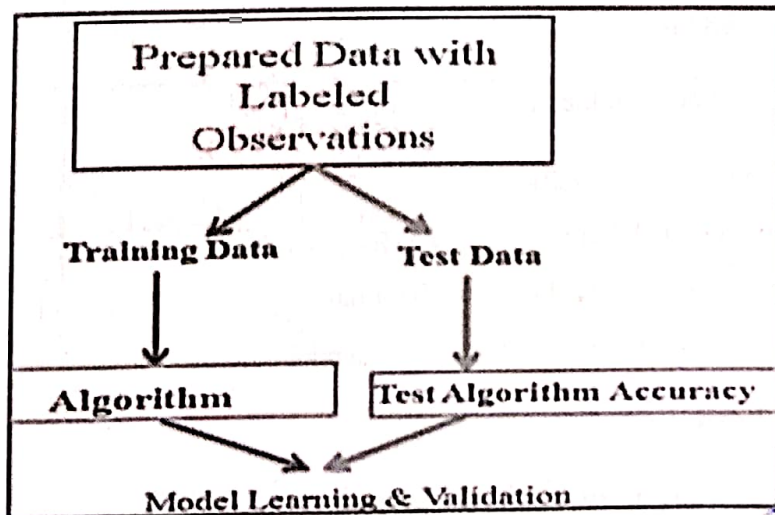 Prepared Data with
Labeled
Observations
Training Data
Test Data
Algorithm
Test Algorithm Accuracy
Model Learning & Validation